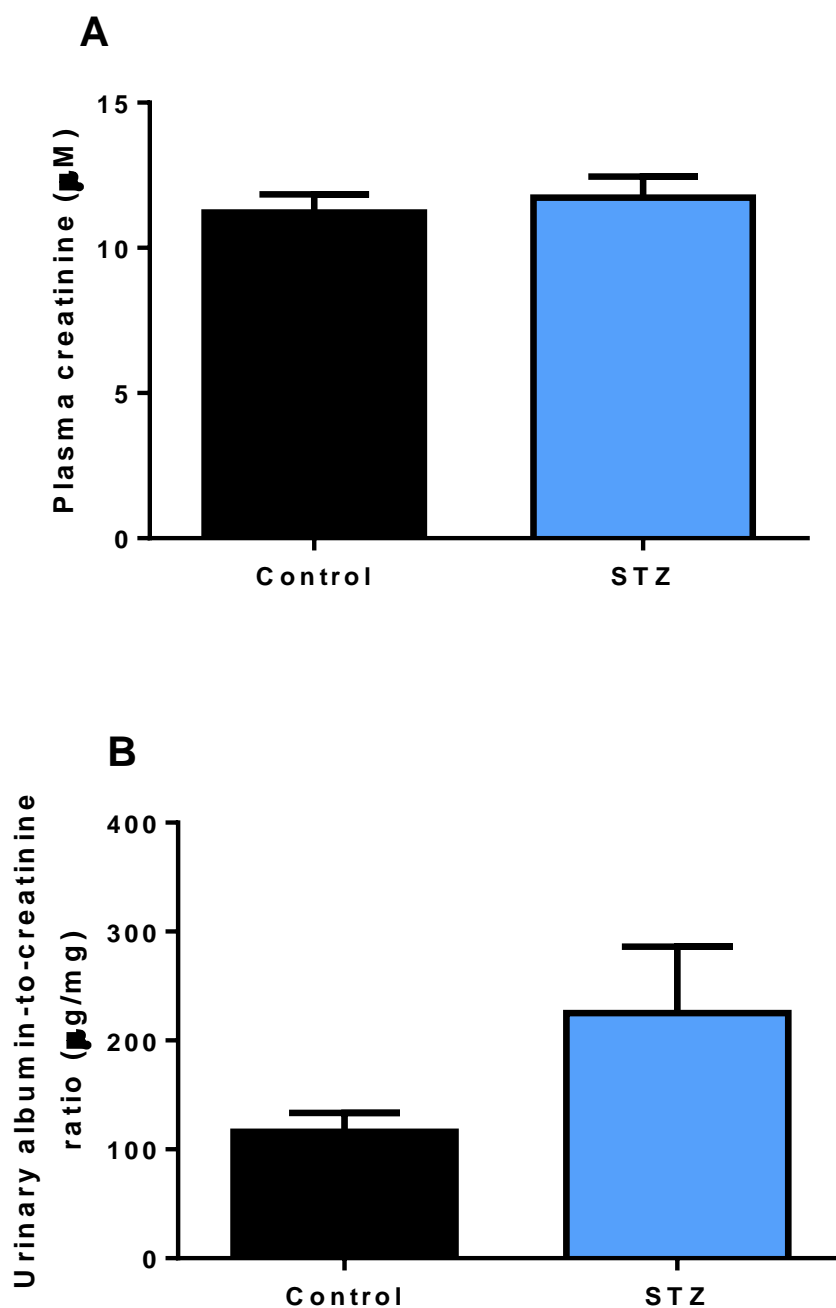 A
Plasma creatinine (μM)
15
10
5
0
Control STZ
B
Urinary albumin-to-creatinine
ratio (μg/mg)
400
300
200
100
0
Control STZ